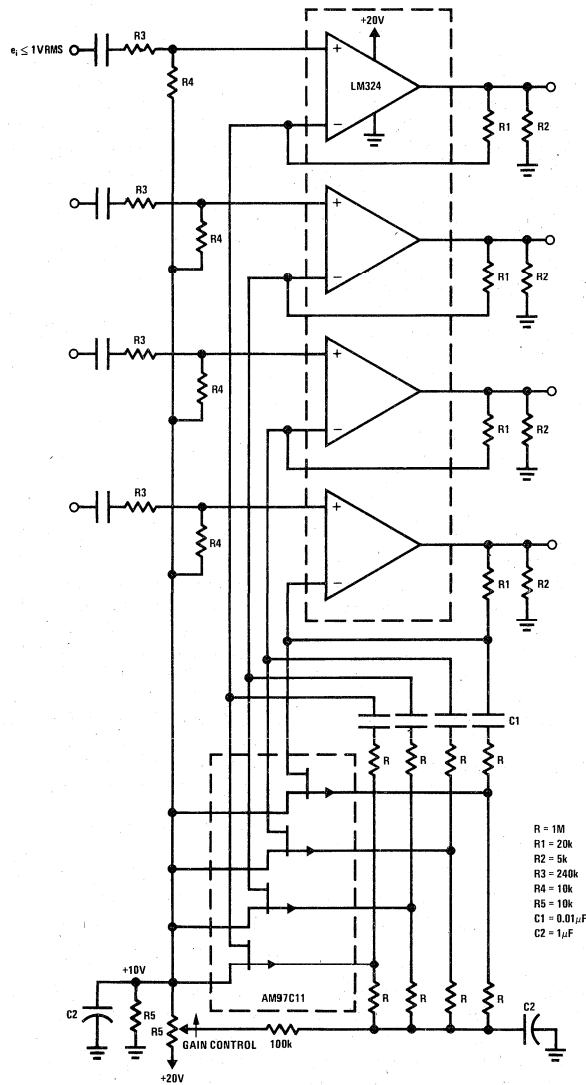 +20V
eᵢ ≤ 1VRMS
R3
R4
LM324
+
−
R1
R2
R3
R4
+
−
R1
R2
R3
R4
+
−
R1
R2
R3
R4
+
−
R1
R2
C1
R
R
R
R
R = 1M
R1 = 20k
R2 = 5k
R3 = 240k
R4 = 10k
R5 = 10k
C1 = 0.01μF
C2 = 1μF
+10V
AM97C11
R
R
R
R
C2
R5
R5
GAIN CONTROL
100k
C2
+20V